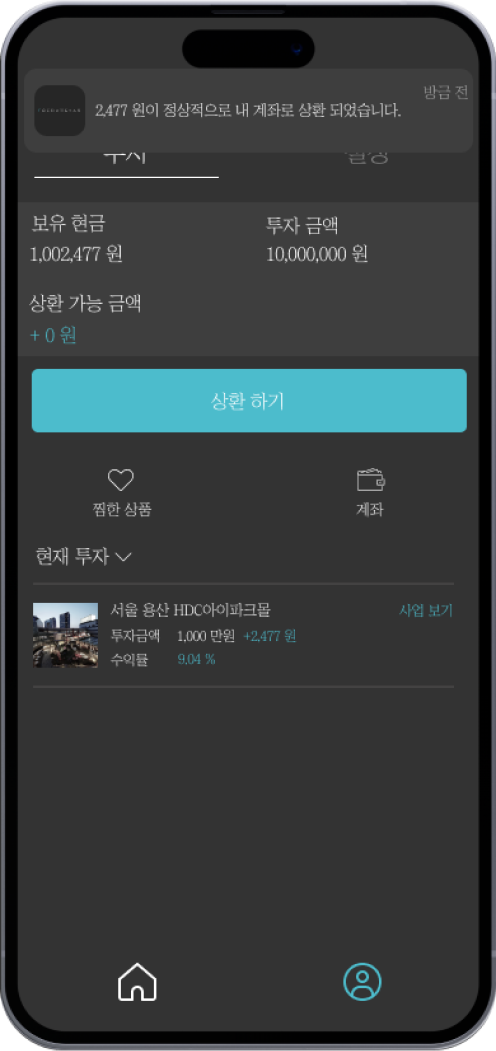 방금 전
2,477 원이 정상적으로 내 계좌로 상환 되었습니다.
투자 설정
보유 현금 투자 금액
1,002,477 원 10,000,000 원
상환 가능 금액
+ 0 원
상환 하기
찜한 상품 계좌
현재 투자
서울 용산 HDC아이파크몰 사업 보기
투자금액 1,000 만원 +2,477 원
수익률 9.04 %